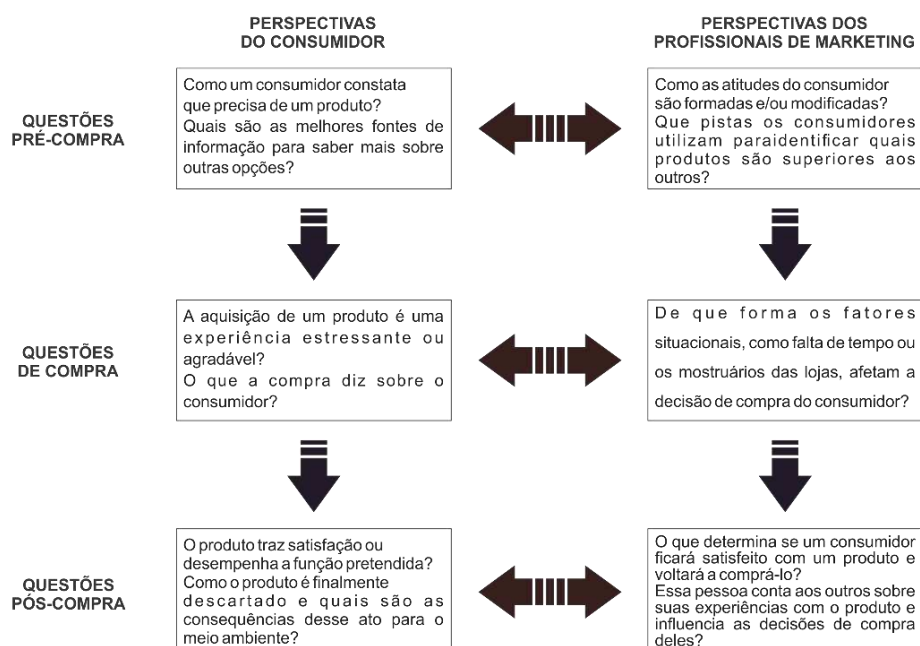 PERSPECTIVAS
DO CONSUMIDOR
PERSPECTIVAS DOS
PROFISSIONAIS DE MARKETING
QUESTÕES
PRÉ-COMPRA
Como um consumidor constata
que precisa de um produto?
Quais são as melhores fontes de
informação para saber mais sobre
outras opções?
Como as atitudes do consumidor
são formadas e/ou modificadas?
Que pistas os consumidores
utilizam paraidentificar quais
produtos são superiores aos
outros?
QUESTÕES
DE COMPRA
A aquisição de um produto é uma
experiência estressante ou
agradável?
O que a compra diz sobre o
consumidor?
De que forma os fatores
situacionais, como falta de tempo ou
os mostruários das lojas, afetam a
decisão de compra do consumidor?
QUESTÕES
PÓS-COMPRA
O produto traz satisfação ou
desempenha a função pretendida?
Como o produto é finalmente
descartado e quais são as
consequências desse ato para o
meio ambiente?
O que determina se um consumidor
ficará satisfeito com um produto e
voltará a comprá-lo?
Essa pessoa conta aos outros sobre
suas experiências com o produto e
influencia as decisões de compra
deles?